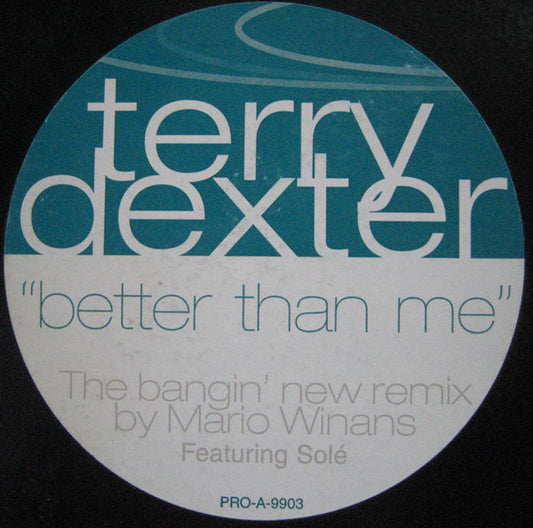 terry
dexter
“better than me”
The bangin’ new remix
by Mario Winans
Featuring Solé
PRO-A-9903